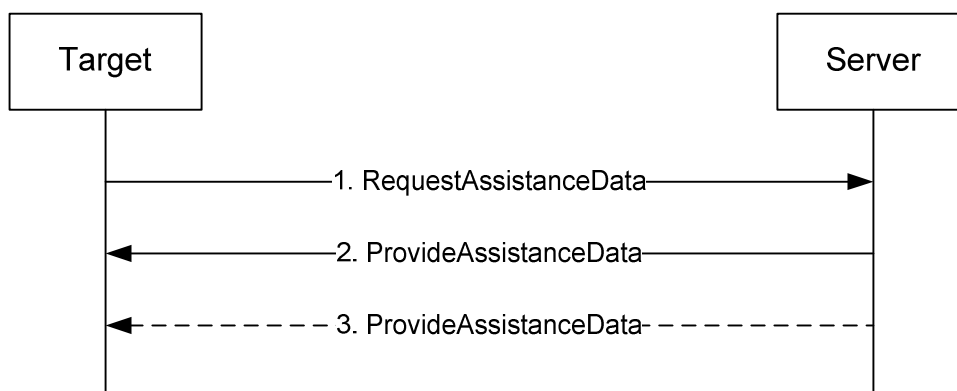 Target
Server
1. RequestAssistanceData
2. ProvideAssistanceData
3. ProvideAssistanceData